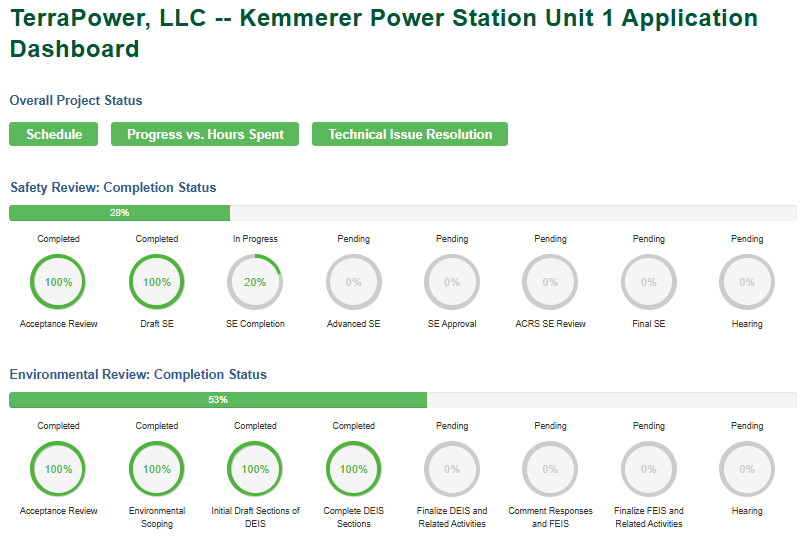 TerraPower, LLC -- Kemmerer Power Station Unit 1 Application
Dashboard
Overall Project Status
Schedule
Progress vs. Hours Spent
Technical Issue Resolution
Safety Review: Completion Status
28%
Completed
Completed
In Progress
Pending
Pending
Pending
Pending
Pending
100%
100%
20%
0%
0%
0%
0%
0%
Acceptance Review
Draft SE
SE Completion
Advanced SE
SE Approval
ACRS SE Review
Final SE
Hearing
Environmental Review: Completion Status
53%
Completed
Completed
Completed
Completed
Pending
Pending
Pending
Pending
100%
100%
100%
100%
0%
0%
0%
0%
Acceptance Review
Environmental
Scoping
Initial Draft Sections of
DEIS
Complete DEIS
Sections
Finalize DEIS and
Related Activities
Comment Responses
and FEIS
Finalize FEIS and
Related Activities
Hearing